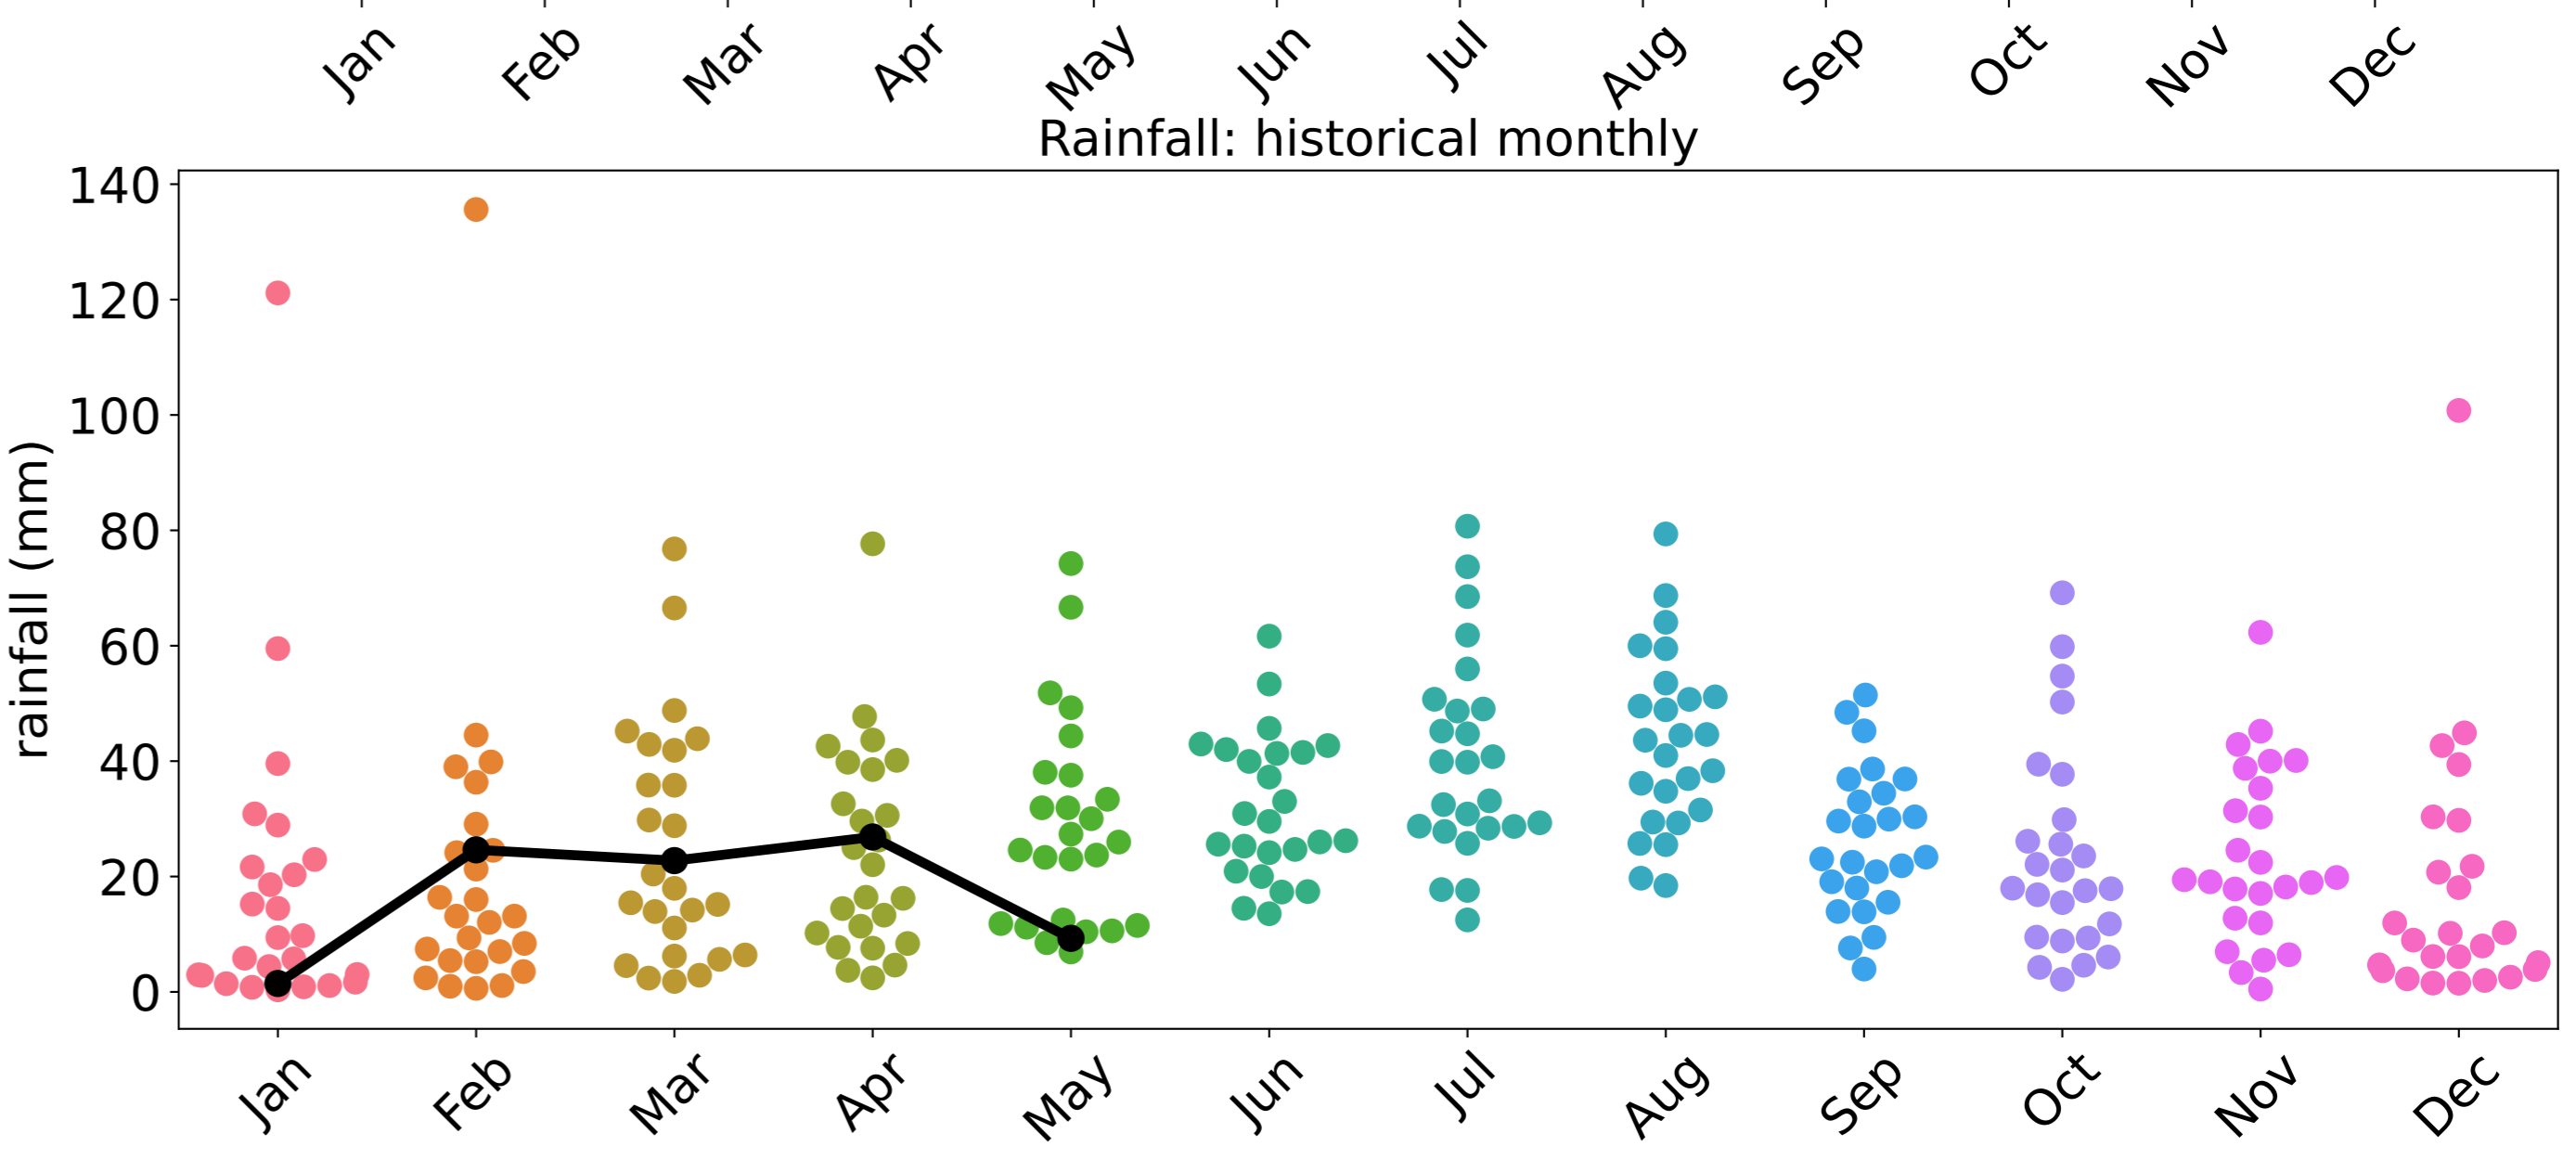 Jan Feb Mar Apr May Jun Jul Aug Sep Oct Nov Dec
Rainfall: historical monthly
140
120
100
80
60
40
20
0
rainfall (mm)
Jan Feb Mar Apr May Jun Jul Aug Sep Oct Nov Dec